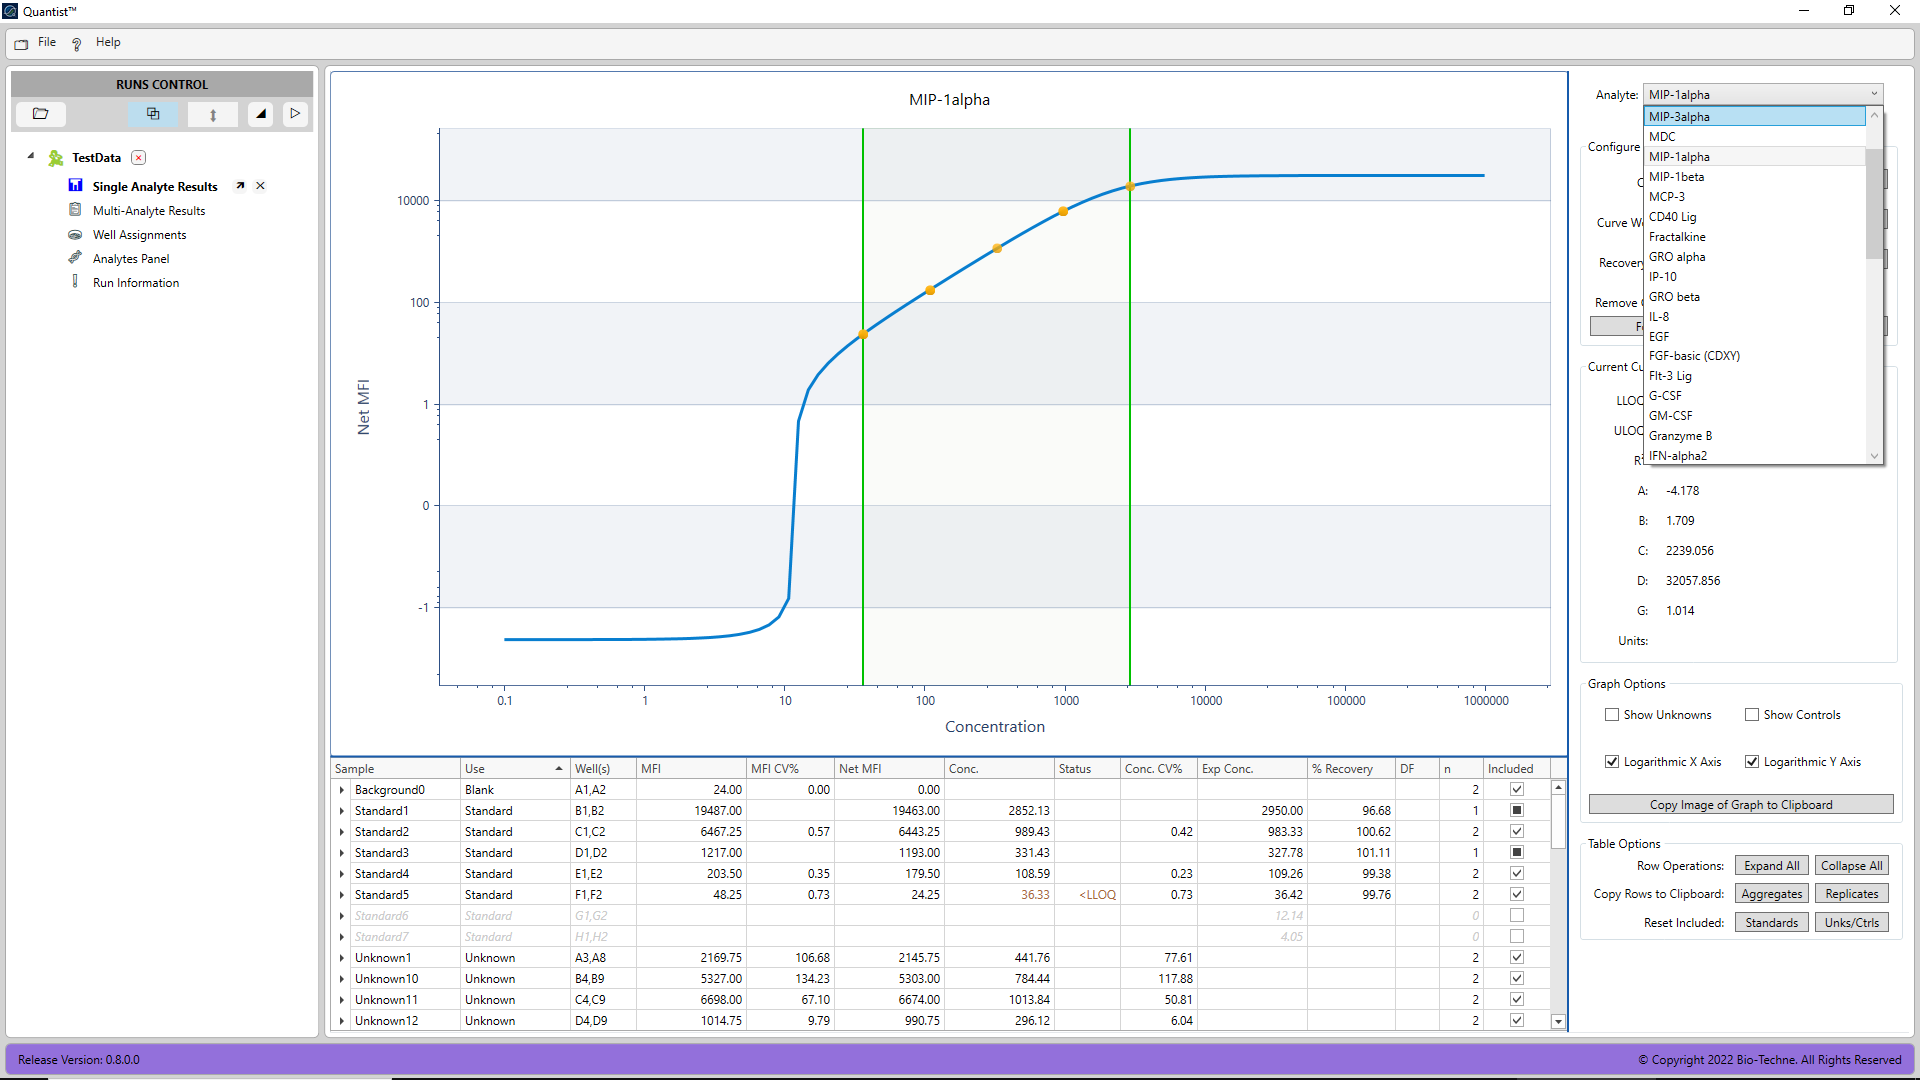 Quantist™
File Help
RUNS CONTROL
TestData
Single Analyte Results
Multi-Analyte Results
Well Assignments
Analytes Panel
Run Information
MIP-1alpha
Net MFI
10000
100
1
0
-1
0.1 1 10 100 1000 10000 100000 1000000
Concentration
Sample Use Well(s) MFI MFI CV% Net MFI Conc. Status Conc. CV% Exp Conc. % Recovery DF n Included
Background0 Blank A1,A2 24.00 0.00 0.00 2
Standard1 Standard B1,B2 19487.00 19463.00 2852.13 2950.00 96.68 1
Standard2 Standard C1,C2 6467.25 0.57 6443.25 989.43 0.42 983.33 100.62 2
Standard3 Standard D1,D2 1217.00 1193.00 331.43 327.78 101.11 1
Standard4 Standard E1,E2 203.50 0.35 179.50 108.59 0.23 109.26 99.38 2
Standard5 Standard F1,F2 48.25 0.73 24.25 36.33 <LLOQ 0.73 36.42 99.76 2
Standard6 Standard G1,G2 12.14 0
Standard7 Standard H1,H2 4.05 0
Unknown1 Unknown A3,A8 2169.75 106.68 2145.75 441.76 77.61 2
Unknown10 Unknown B4,B9 5327.00 134.23 5303.00 784.44 117.88 2
Unknown11 Unknown C4,C9 6698.00 67.10 6674.00 1013.84 50.81 2
Unknown12 Unknown D4,D9 1014.75 9.79 990.75 296.12 6.04 2
Analyte: MIP-1alpha
MIP-3alpha
MDC
MIP-1alpha
MIP-1beta
MCP-3
CD40 Lig
Fractalkine
GRO alpha
IP-10
GRO beta
IL-8
EGF
FGF-basic (CDXY)
Flt-3 Lig
G-CSF
GM-CSF
Granzyme B
IFN-alpha2
Configure
Recovery
Remove
LLOQ
ULOQ
A: -4.178
B: 1.709
C: 2239.056
D: 32057.856
G: 1.014
Units:
Graph Options
Show Unknowns Show Controls
Logarithmic X Axis Logarithmic Y Axis
Copy Image of Graph to Clipboard
Table Options
Row Operations: Expand All Collapse All
Copy Rows to Clipboard: Aggregates Replicates
Reset Included: Standards Unks/Ctrls
Release Version: 0.8.0.0
© Copyright 2022 Bio-Techne. All Rights Reserved